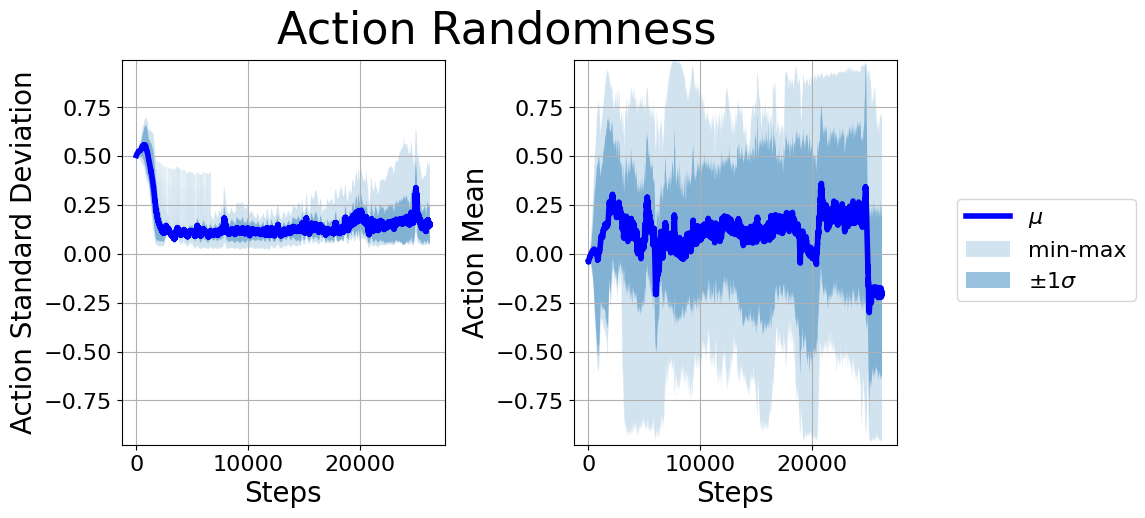 Action Randomness
Action Standard Deviation
0.75
0.50
0.25
0.00
−0.25
−0.50
−0.75
0 10000 20000
Steps
Action Mean
0.75
0.50
0.25
0.00
−0.25
−0.50
−0.75
0 10000 20000
Steps
μ
min-max
±1σ